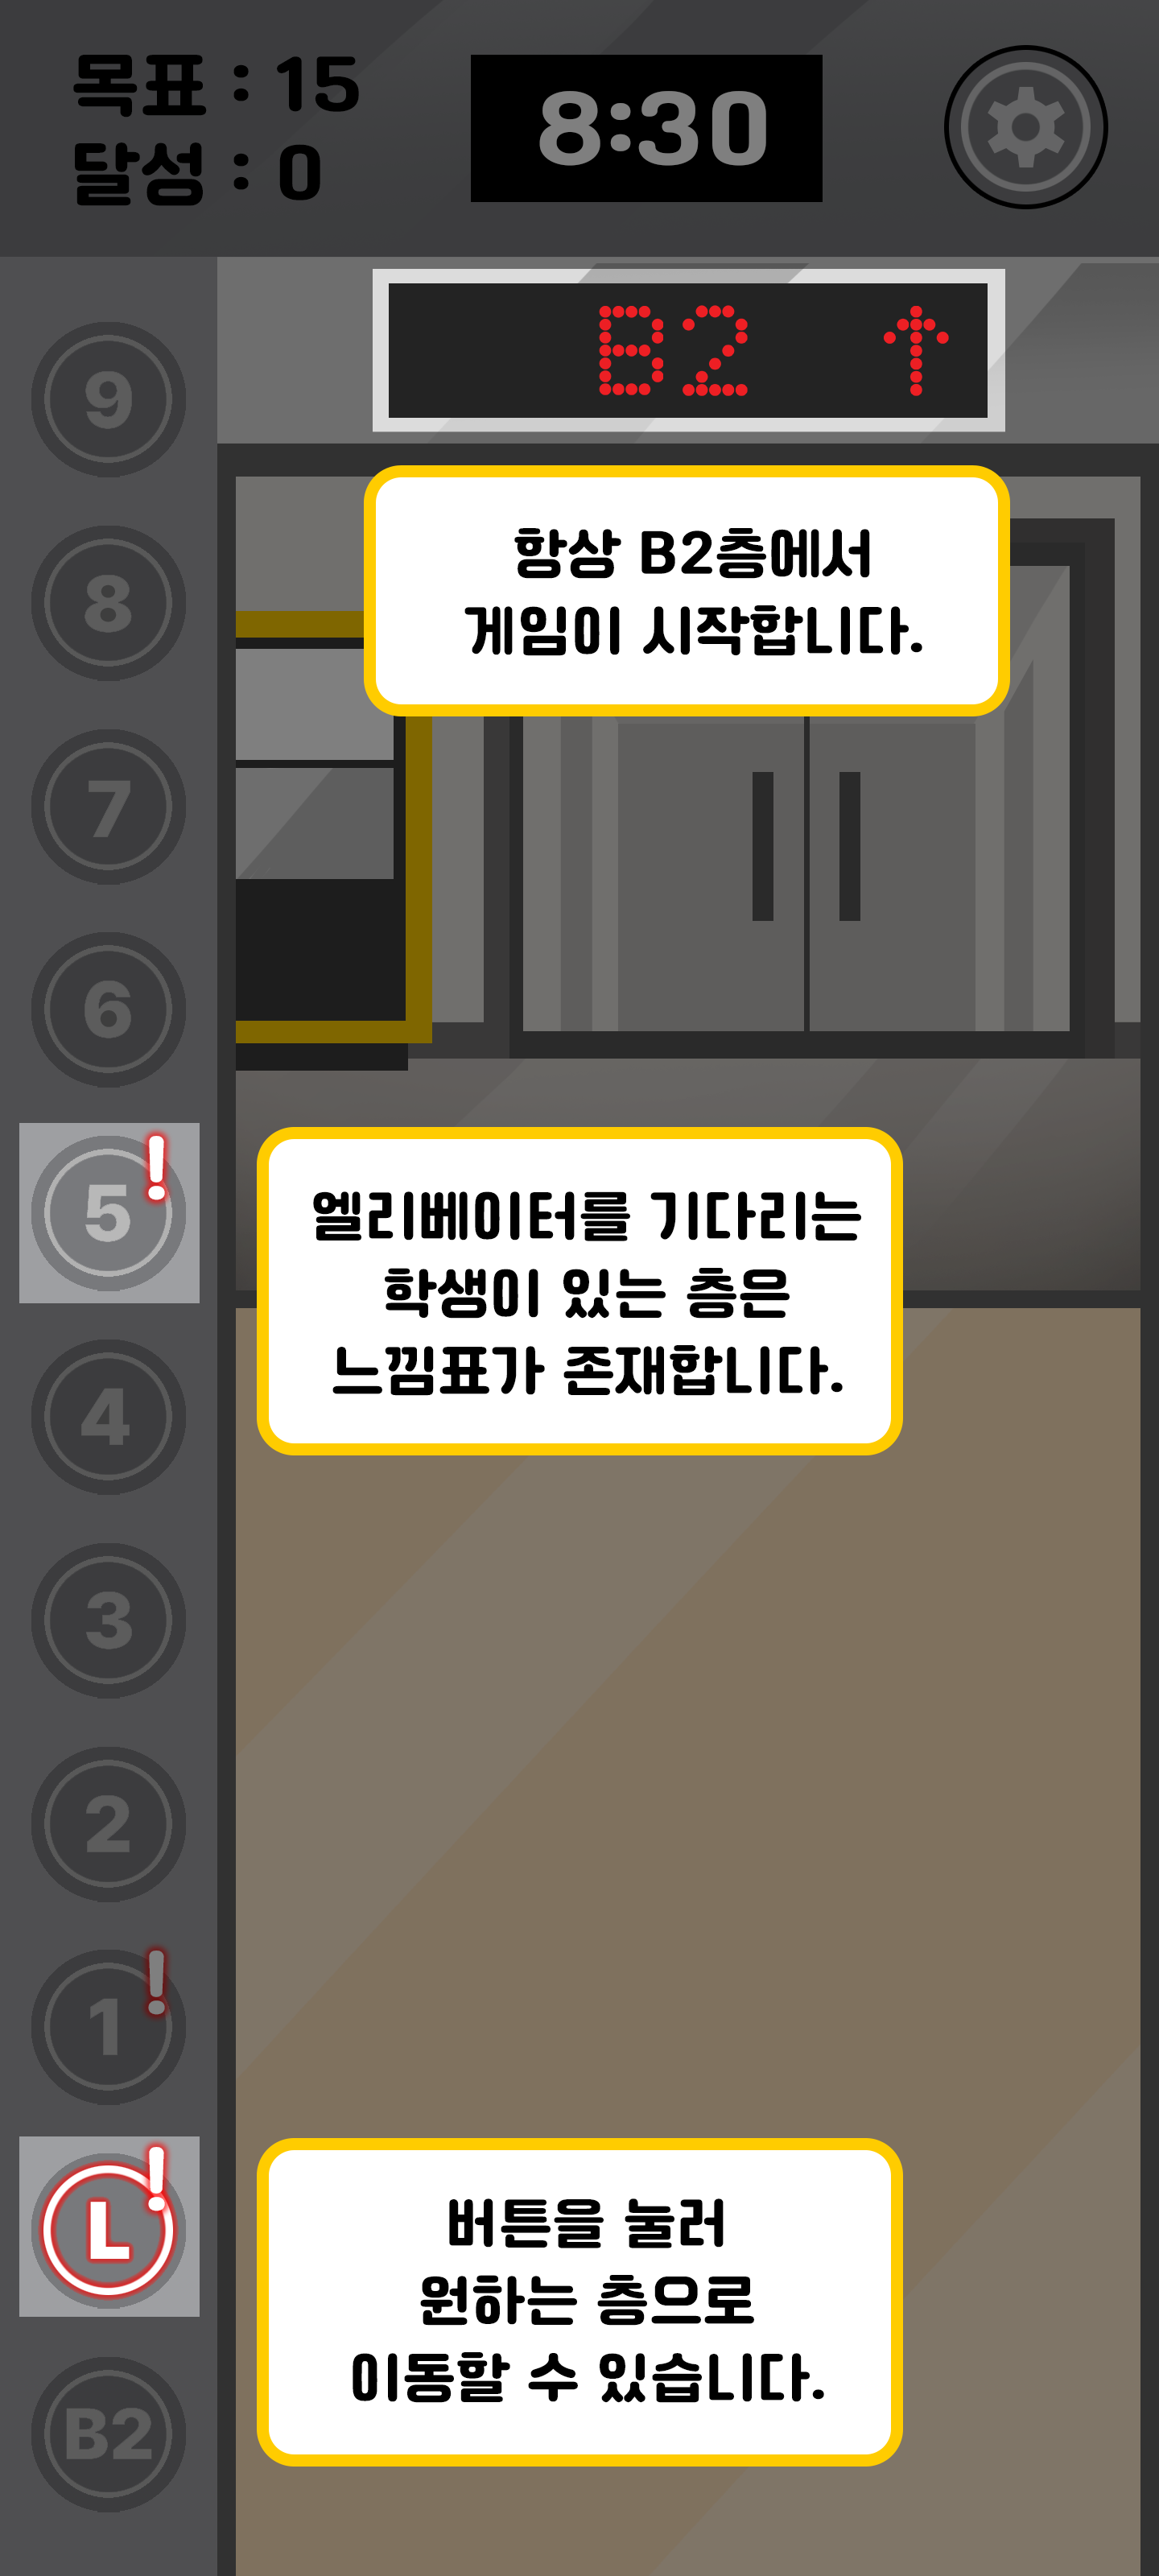 목표 : 15
달성 : 0
8:30
B2 ↑
항상 B2층에서
게임이 시작합니다.
9
8
7
6
5 !
엘리베이터를 기다리는
학생이 있는 층은
느낌표가 존재합니다.
4
3
2
1 !
L !
버튼을 눌러
원하는 층으로
이동할 수 있습니다.
B2